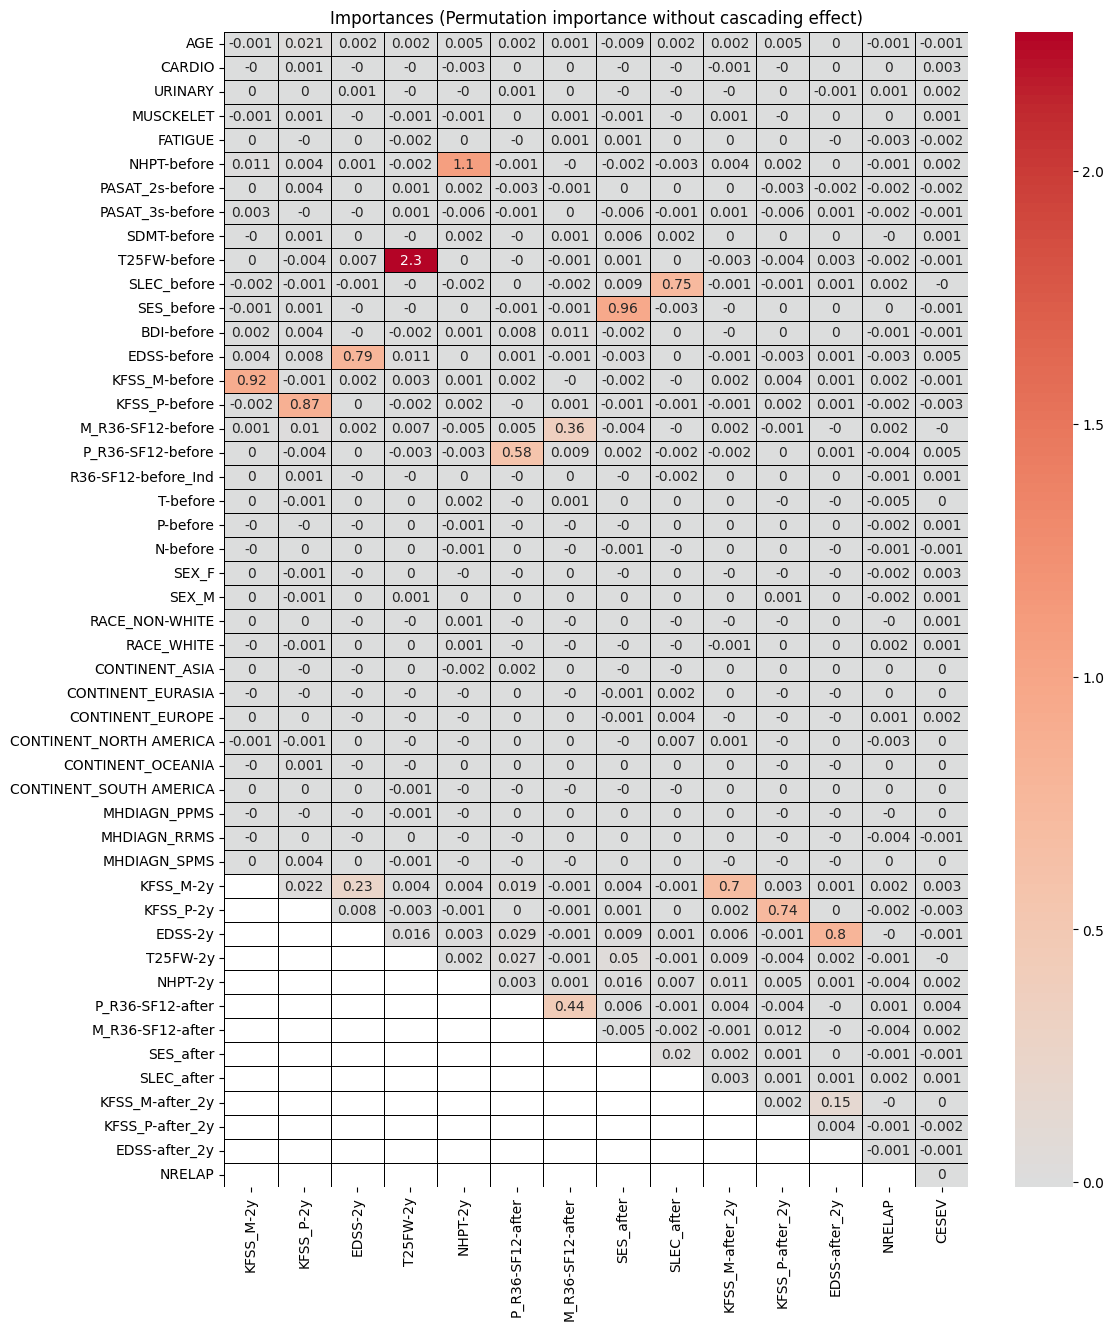 Importances (Permutation importance without cascading effect)
AGE -0.001 0.021 0.002 0.002 0.005 0.002 0.001 -0.009 0.002 0.002 0.005 0 -0.001 -0.001
CARDIO -0 0.001 -0 -0 -0.003 0 0 -0 -0 -0.001 -0 0 0 0.003
URINARY 0 0 0.001 -0 -0 0.001 0 -0 -0 -0 0 -0.001 0.001 0.002
MUSCKELET -0.001 0.001 -0 -0.001 -0.001 0 0.001 -0.001 -0 0.001 -0 0 0 0.001
FATIGUE 0 -0 0 -0.002 0 -0 0.001 0.001 0 0 0 -0 -0.003 -0.002
NHPT-before 0.011 0.004 0.001 -0.002 1.1 -0.001 -0 -0.002 -0.003 0.004 0.002 0 -0.001 0.002
PASAT_2s-before 0 0.004 0 0.001 0.002 -0.003 -0.001 0 0 0 -0.003 -0.002 -0.002 -0.002
PASAT_3s-before 0.003 -0 0 0.001 -0.006 -0.001 0 -0.006 -0.001 0.001 -0.006 0.001 -0.002 -0.001
SDMT-before -0 0.001 0 -0 0.002 -0 0.001 0.006 0.002 0 0 0 -0 0.001
T25FW-before 0 -0.004 0.007 2.3 0 -0 -0.001 0.001 0 -0.003 -0.004 0.003 -0.002 -0.001
SLEC_before -0.002 -0.001 -0.001 -0 -0.002 0 -0.002 0.009 0.75 -0.001 -0.001 0.001 0.002 -0
SES_before -0.001 0.001 -0 -0 0 -0.001 -0.001 0.96 -0.003 -0 0 0 0 -0.001
BDI-before 0.002 0.004 -0 -0.002 0.001 0.008 0.011 -0.002 0 -0 0 0 -0.001 -0.001
EDSS-before 0.004 0.008 0.79 0.011 0 0.001 -0.001 -0.003 0 -0.001 -0.003 0.001 -0.003 0.005
KFSS_M-before 0.92 -0.001 0.002 0.003 0.001 0.002 -0 -0.002 -0 0.002 0.004 0.001 0.002 -0.001
KFSS_P-before -0.002 0.87 0 -0.002 0.002 -0 0.001 -0.001 -0.001 -0.001 0.002 0.001 -0.002 -0.003
M_R36-SF12-before 0.001 0.01 0.002 0.007 -0.005 0.005 0.36 -0.004 -0 0.002 -0.001 -0 0.002 -0
P_R36-SF12-before 0 -0.004 0 -0.003 -0.003 0.58 0.009 0.002 -0.002 -0.002 0 0.001 -0.004 0.005
R36-SF12-before_Ind 0 0.001 -0 -0 0 -0 0 -0 -0.002 0 0 0 -0.001 0.001
T-before 0 -0.001 0 0 0.002 -0 0.001 0 0 0 -0 -0 -0.005 0
P-before -0 -0 -0 0 -0.001 -0 -0 0 -0 0 0 0 -0.002 0.001
N-before -0 0 0 0 -0.001 0 -0 -0.001 -0 0 0 -0 -0.001 -0.001
SEX_F 0 -0.001 -0 0 -0 -0 0 -0 0 -0 -0 -0 -0.002 0.003
SEX_M 0 -0.001 -0 0.001 0 0 0 0 0 0 0.001 0 -0.002 0.001
RACE_NON-WHITE 0 0 -0 -0 0.001 -0 0 -0 -0 -0 -0 0 -0 0.001
RACE_WHITE -0 -0.001 0 0 0.001 -0 0 -0 -0 -0.001 0 0 0.002 0.001
CONTINENT_ASIA 0 -0 -0 0 -0.002 0.002 0 -0 -0 0 0 0 0 0
CONTINENT_EURASIA -0 -0 -0 -0 -0 0 -0 -0.001 0.002 0 -0 0 0 0
CONTINENT_EUROPE 0 0 -0 -0 -0 0 0 -0.001 0.004 -0 -0 -0 0.001 0.002
CONTINENT_NORTH AMERICA -0.001 -0.001 0 -0 -0 0 0 -0 0.007 0.001 -0 0 -0.003 0
CONTINENT_OCEANIA -0 0.001 -0 -0 0 0 0 0 0 0 -0 0 0 0
CONTINENT_SOUTH AMERICA 0 0 0 -0.001 -0 0 0 0 0 0 0 0 0 0
MHDIAGN_PPMS -0 -0 -0 -0.001 -0 0 -0 0 0 0 -0 -0 -0 0
MHDIAGN_RRMS -0 0 -0 0 -0 -0 0 0 0 0 -0 -0 -0.004 -0.001
MHDIAGN_SPMS 0 0.004 0 -0.001 -0 -0 -0 0 0 -0 -0 -0 0 0
KFSS_M-2y 0.022 0.23 0.004 0.004 0.019 -0.001 0.004 -0.001 0.7 0.003 0.001 0.002 0.003
KFSS_P-2y 0.008 -0.003 -0.001 0 -0.001 0.001 0 0.002 0.74 0 -0.002 -0.003
EDSS-2y 0.016 0.003 0.029 -0.001 0.009 0.001 0.006 -0.001 0.8 -0 -0.001
T25FW-2y 0.002 0.027 -0.001 0.05 -0.001 0.009 -0.004 0.002 -0.001 -0
NHPT-2y 0.003 0.001 0.016 0.007 0.011 0.005 0.001 -0.004 0.002
P_R36-SF12-after 0.44 0.006 -0.001 0.004 -0.004 -0 0.001 0.004
M_R36-SF12-after -0.005 -0.002 -0.001 0.012 -0 -0.004 0.002
SES_after 0.02 0.002 0.001 0 -0.001 -0.001
SLEC_after 0.003 0.001 0.001 0.002 0.001
KFSS_M-after_2y 0.002 0.15 -0 0
KFSS_P-after_2y 0.004 -0.001 -0.002
EDSS-after_2y -0.001 -0.001
NRELAP 0
KFSS_M-2y
KFSS_P-2y
EDSS-2y
T25FW-2y
NHPT-2y
P_R36-SF12-after
M_R36-SF12-after
SES_after
SLEC_after
KFSS_M-after_2y
KFSS_P-after_2y
EDSS-after_2y
NRELAP
CESEV
2.0
1.5
1.0
0.5
0.0